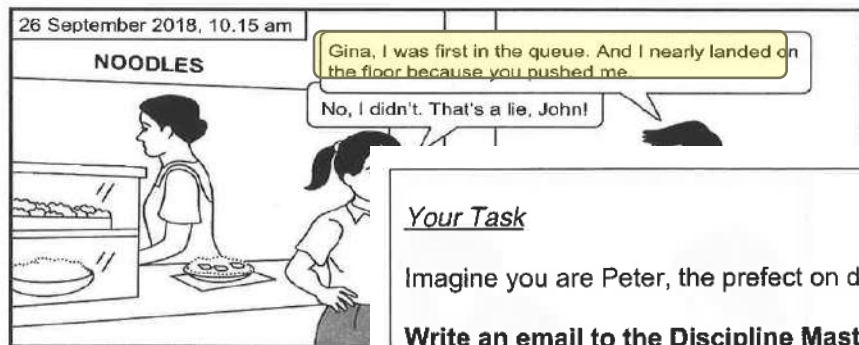 26 September 2018, 10.15 am
NOODLES
Gina, I was first in the queue. And I nearly landed on
the floor because you pushed me.
No, I didn't. That's a lie, John!
Your Task
Imagine you are Peter, the prefect on d
Write an email to the Discipline Mast